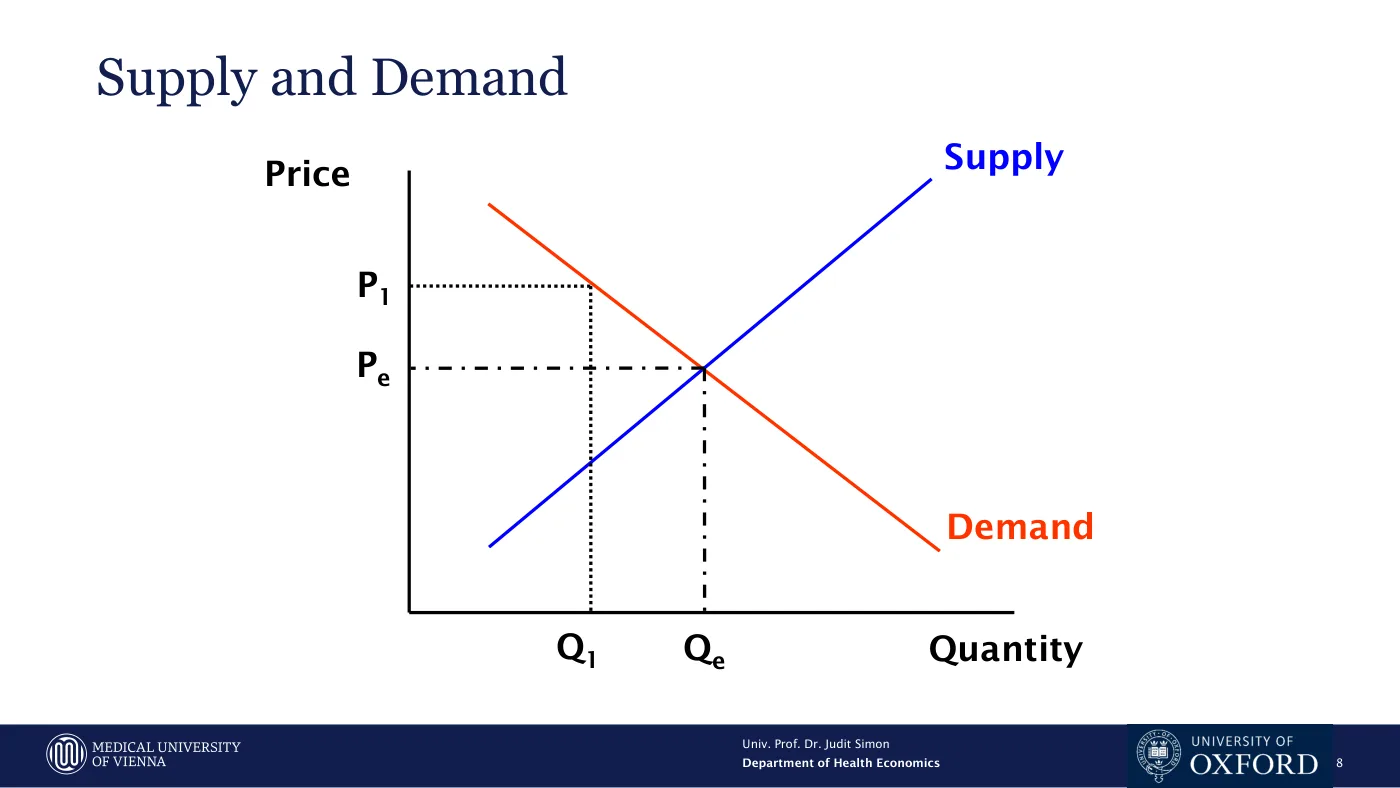 Supply and Demand
Supply
Price
P1
Pe
Demand
Q1
Qe
Quantity
MEDICAL UNIVERSITY
OF VIENNA
Univ. Prof. Dr. Judit Simon
Department of Health Economics
UNIVERSITY OF
OXFORD
8